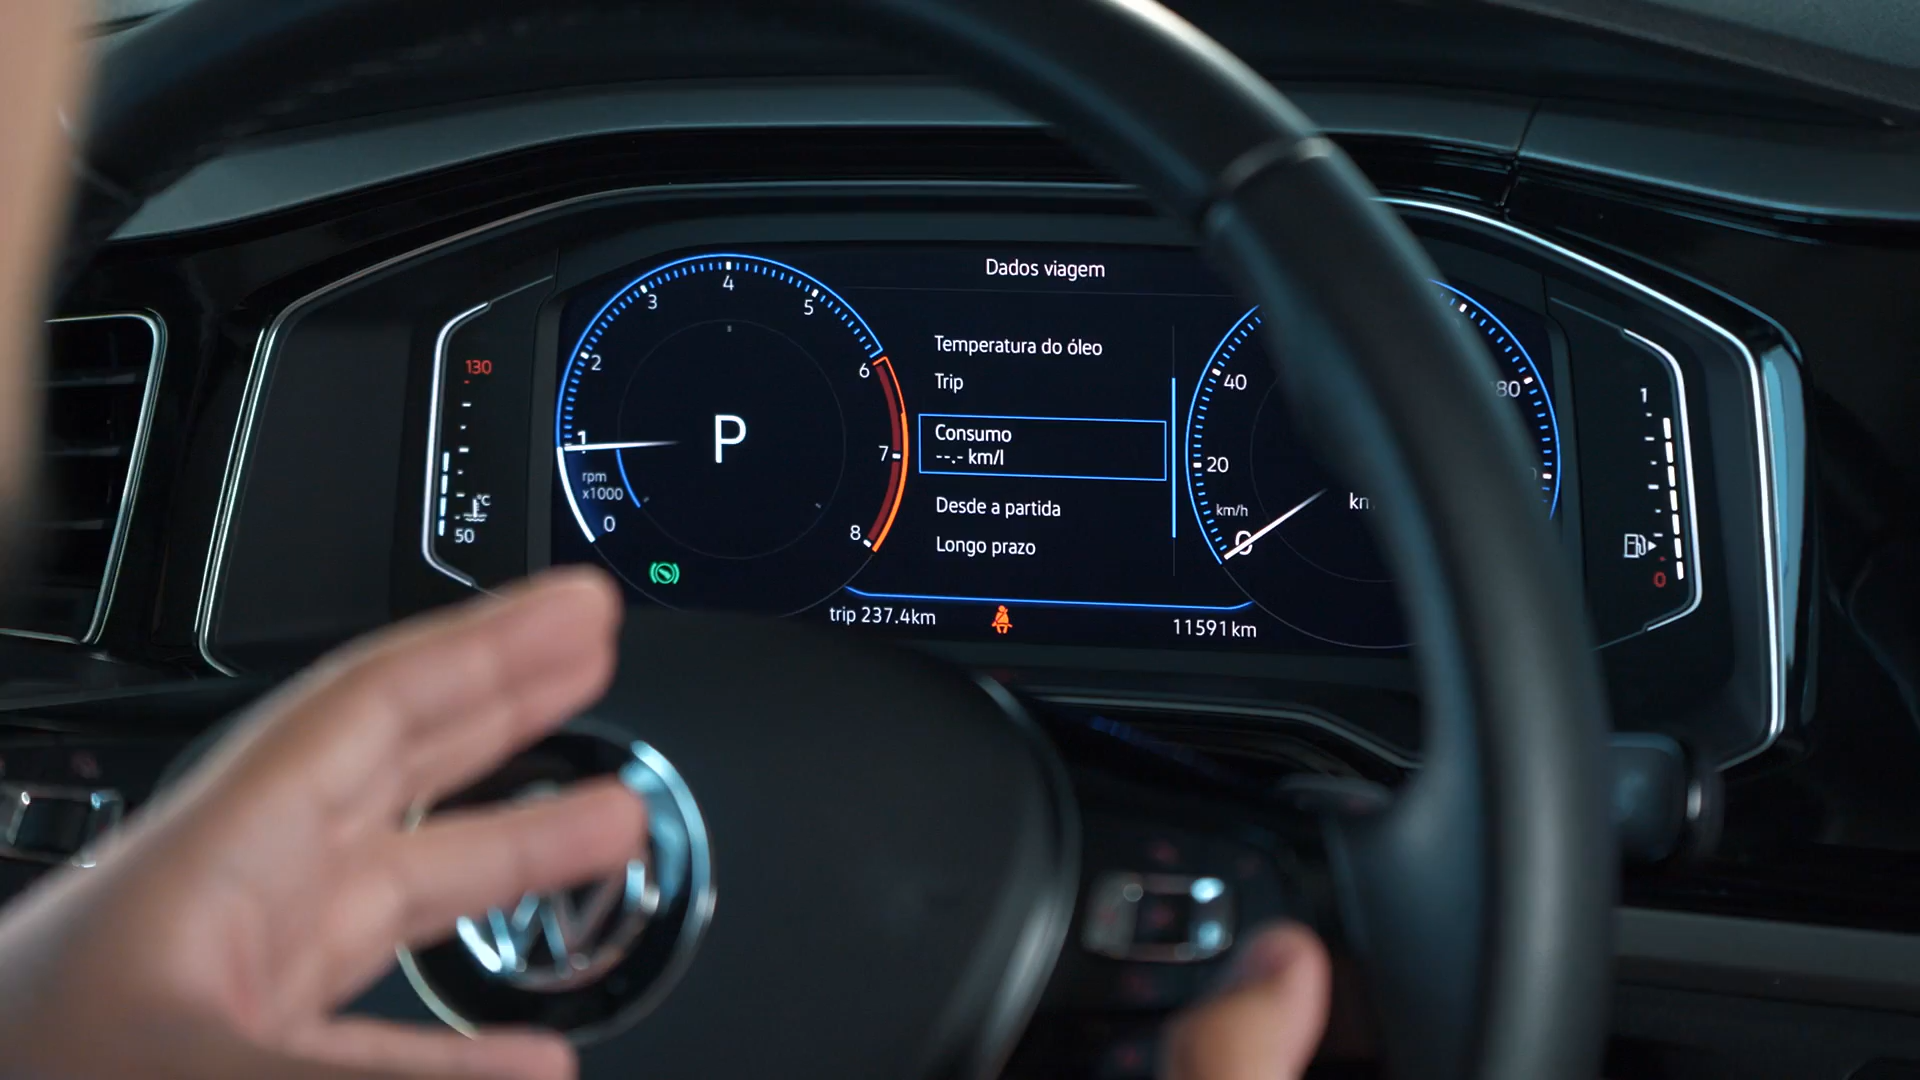 Dados viagem
130
50
°C
4
3
5
2
6
1
7
rpm
x1000
0
8
P
Temperatura do óleo
Trip
Consumo
--.- km/l
Desde a partida
Longo prazo
trip 237.4km
11591 km
40
20
km/h
0
1
0